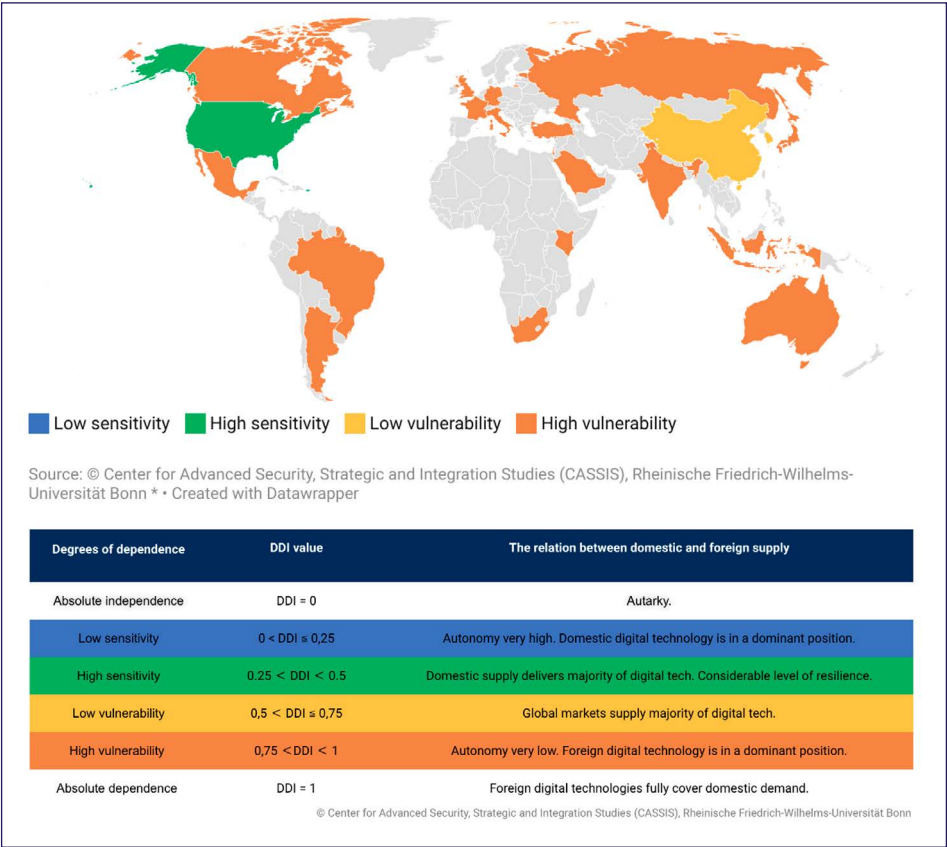 Low sensitivity High sensitivity Low vulnerability High vulnerability
Source: © Center for Advanced Security, Strategic and Integration Studies (CASSIS), Rheinische Friedrich-Wilhelms-
Universität Bonn * • Created with Datawrapper
Degrees of dependence DDI value The relation between domestic and foreign supply
Absolute independence DDI = 0 Autarky.
Low sensitivity 0 < DDI ≦ 0,25 Autonomy very high. Domestic digital technology is in a dominant position.
High sensitivity 0.25 < DDI < 0.5 Domestic supply delivers majority of digital tech. Considerable level of resilience.
Low vulnerability 0,5 < DDI ≦ 0,75 Global markets supply majority of digital tech.
High vulnerability 0,75 <DDI < 1 Autonomy very low. Foreign digital technology is in a dominant position.
Absolute dependence DDI = 1 Foreign digital technologies fully cover domestic demand.
© Center for Advanced Security, Strategic and Integration Studies (CASSIS), Rheinische Friedrich-Wilhelms-Universität Bonn